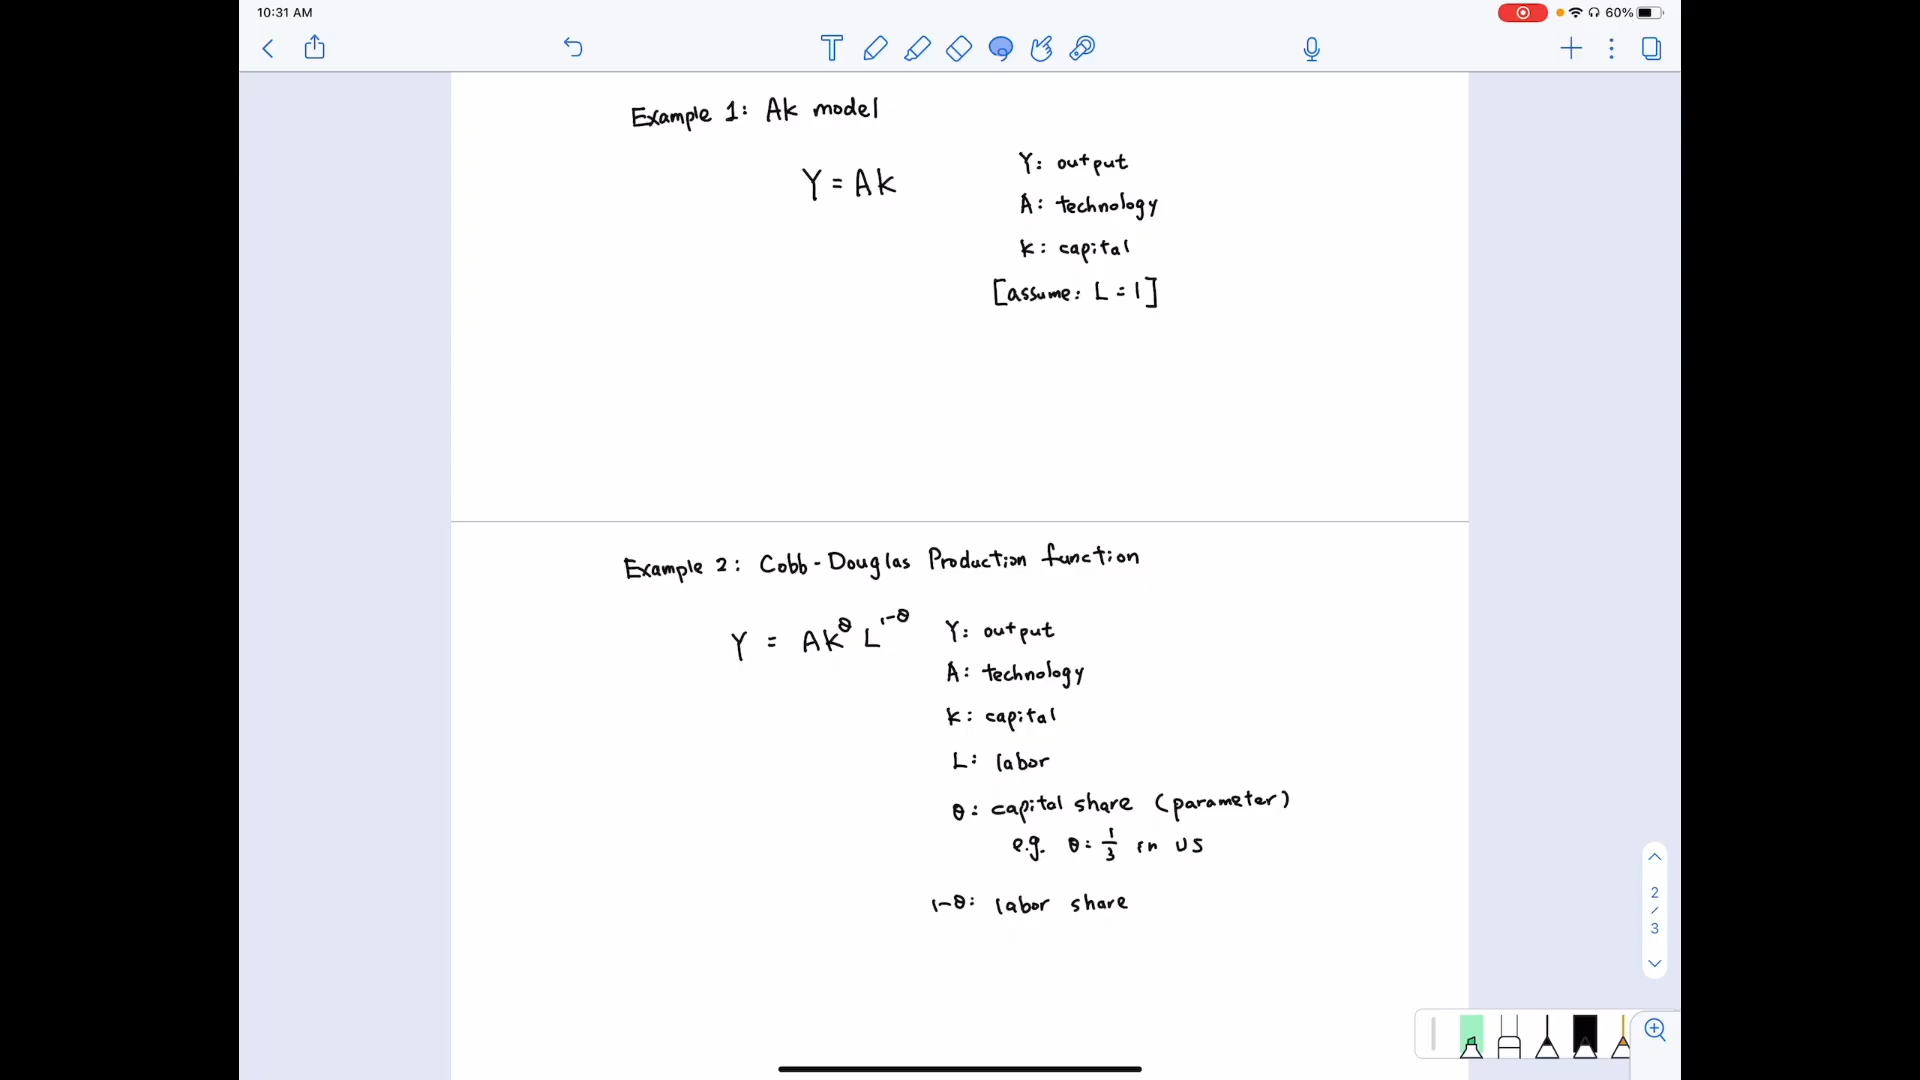 10:31 AM
60%
Example 1: Ak model
Y = Ak
Y: output
A: technology
k: capital
[assume: L = 1]
Example 2: Cobb-Douglas Production function
Y = Ak^θ L^1-θ
Y: output
A: technology
k: capital
L: labor
θ: capital share (parameter)
e.g. θ: 1/3 in US
1-θ: labor share
2
/
3